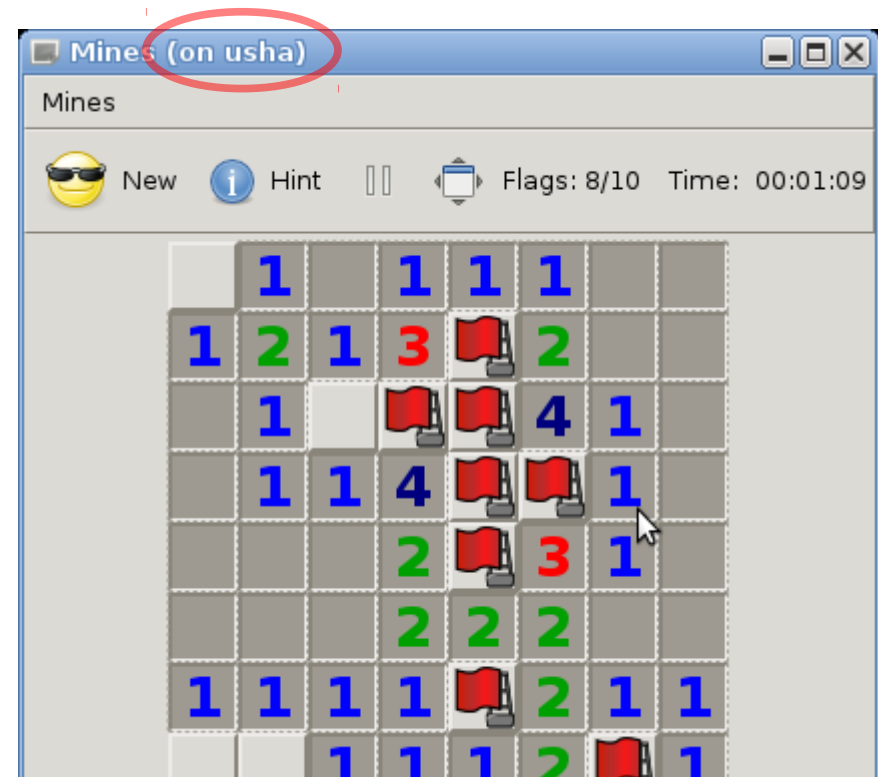 Mines (on usha)
Mines
New Hint Flags: 8/10 Time: 00:01:09
1 1 1 1
1 2 1 3 2
1 4 1
1 1 4 1
2 3 1
2 2 2
1 1 1 1 2 1 1
1 1 1 2 1